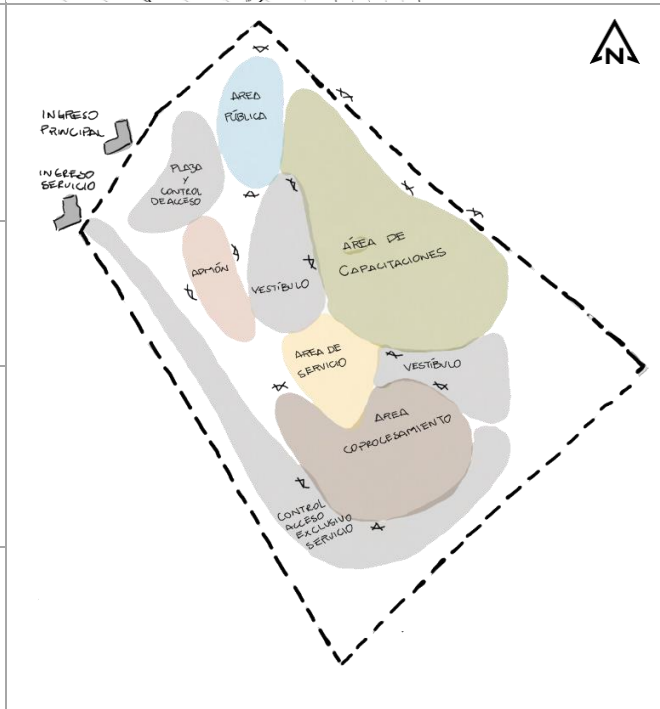 N
AREA
PÚBLICA
INGRESO
PRINCIPAL
INGRESO
SERVICIO
PLAZA
Y
CONTROL
DE ACCESO
ADMÓN
VESTÍBULO
ÁREA DE
CAPACITACIONES
AREA DE
SERVICIO
VESTÍBULO
AREA
COPROCESAMIENTO
CONTROL
ACCESO
EXCLUSIVO
SERVICIO